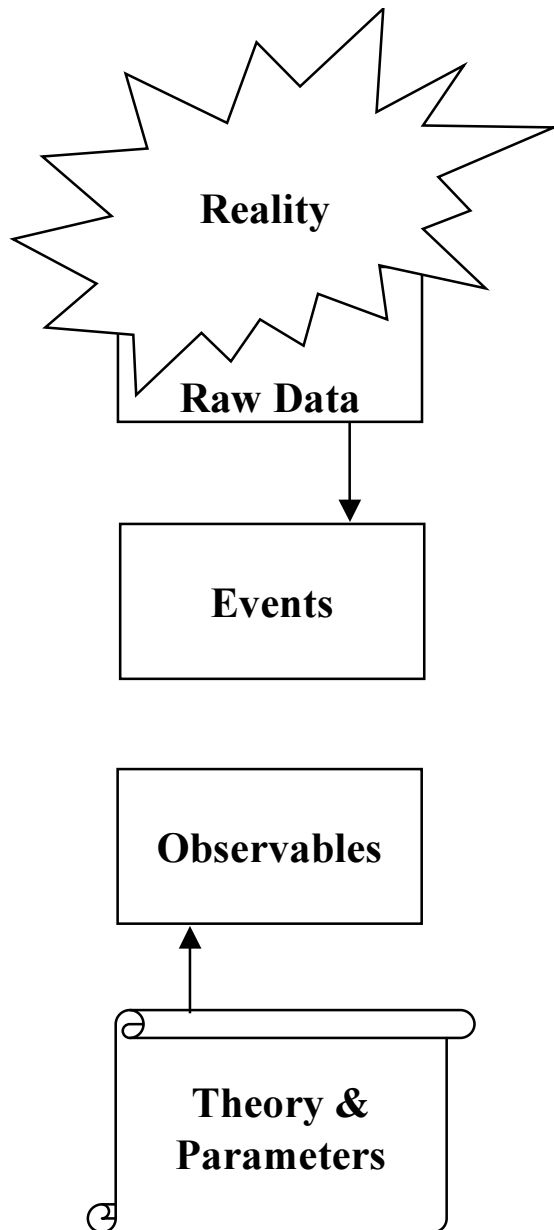 Reality
Raw Data
Events
Observables
Theory &
Parameters